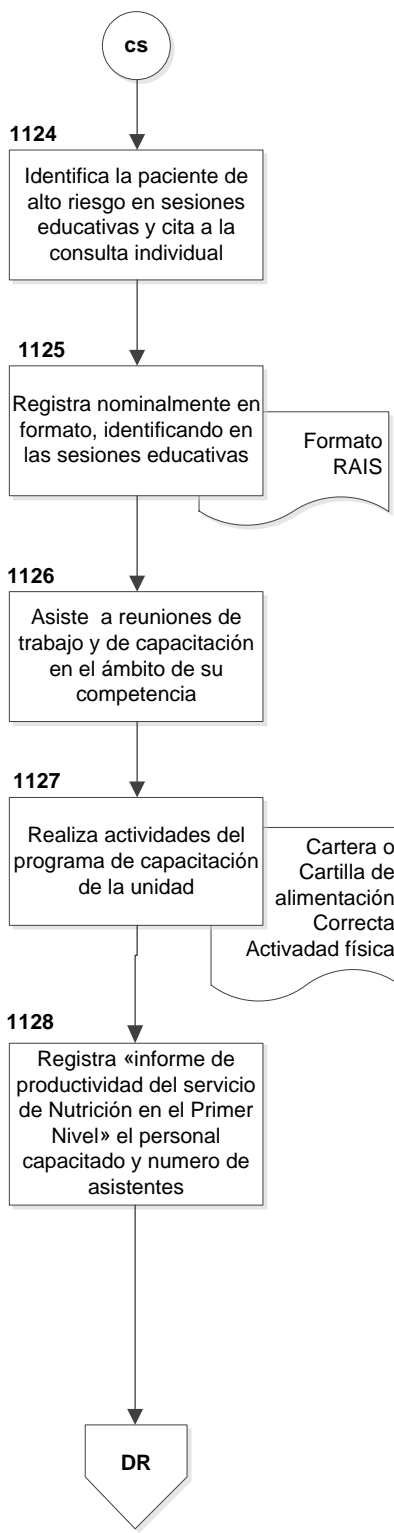 cs
1124
Identifica la paciente de
alto riesgo en sesiones
educativas y cita a la
consulta individual
1125
Registra nominalmente en
formato, identificando en
las sesiones educativas
Formato
RAIS
1126
Asiste a reuniones de
trabajo y de capacitación
en el ámbito de su
competencia
1127
Realiza actividades del
programa de capacitación
de la unidad
Cartera o
Cartilla de
alimentación
Correcta
Activadad física
1128
Registra «informe de
productividad del servicio
de Nutrición en el Primer
Nivel» el personal
capacitado y numero de
asistentes
DR